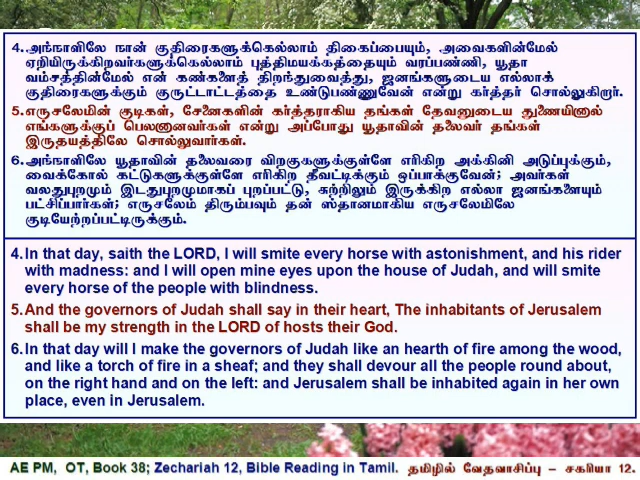 4.அந்நாளிலே நான் குதிரைகளுக்கெல்லாம் திகைப்பையும், அவைகளின்மேல்
ஏறியிருக்கிறவர்களுக்கெல்லாம் புத்திமயக்கத்தையும் வரப்பண்ணி, யூதா
வம்சத்தின்மேல் என் கண்களைத் திறந்துவைத்து, ஜனங்களுடைய எல்லாக்
குதிரைகளுக்கும் குருட்டாட்டத்தை உண்டுபண்ணுவேன் என்று கர்த்தர் சொல்லுகிறார்.
5.எருசலேமின் குடிகள், சேனைகளின் கர்த்தராகிய தங்கள் தேவனுடைய துணையினால்
எங்களுக்குப் பெலனானவர்கள் என்று அப்போது யூதாவின் தலைவர் தங்கள்
இருதயத்திலே சொல்லுவார்கள்.
6.அந்நாளிலே யூதாவின் தலைவரை விறகுகளுக்குள்ளே எரிகிற அக்கினி அடுப்புக்கும்,
வைக்கோல் கட்டுகளுக்குள்ளே எரிகிற தீவட்டிக்கும் ஒப்பாக்குவேன்; அவர்கள்
வலதுபுறமும் இடதுபுறமுமாகப் புறப்பட்டு, சுற்றிலும் இருக்கிற எல்லா ஜனங்களையும்
பட்சிப்பார்கள்; எருசலேம் திரும்பவும் தன் ஸ்தானமாகிய எருசலேமிலே
குடியேற்றப்பட்டிருக்கும்.
4.In that day, saith the LORD, I will smite every horse with astonishment, and his rider
with madness: and I will open mine eyes upon the house of Judah, and will smite
every horse of the people with blindness.
5.And the governors of Judah shall say in their heart, The inhabitants of Jerusalem
shall be my strength in the LORD of hosts their God.
6.In that day will I make the governors of Judah like an hearth of fire among the wood,
and like a torch of fire in a sheaf; and they shall devour all the people round about,
on the right hand and on the left: and Jerusalem shall be inhabited again in her own
place, even in Jerusalem.
AE PM, OT, Book 38; Zechariah 12, Bible Reading in Tamil. தமிழில் வேதவாசிப்பு – சகரியா 12.